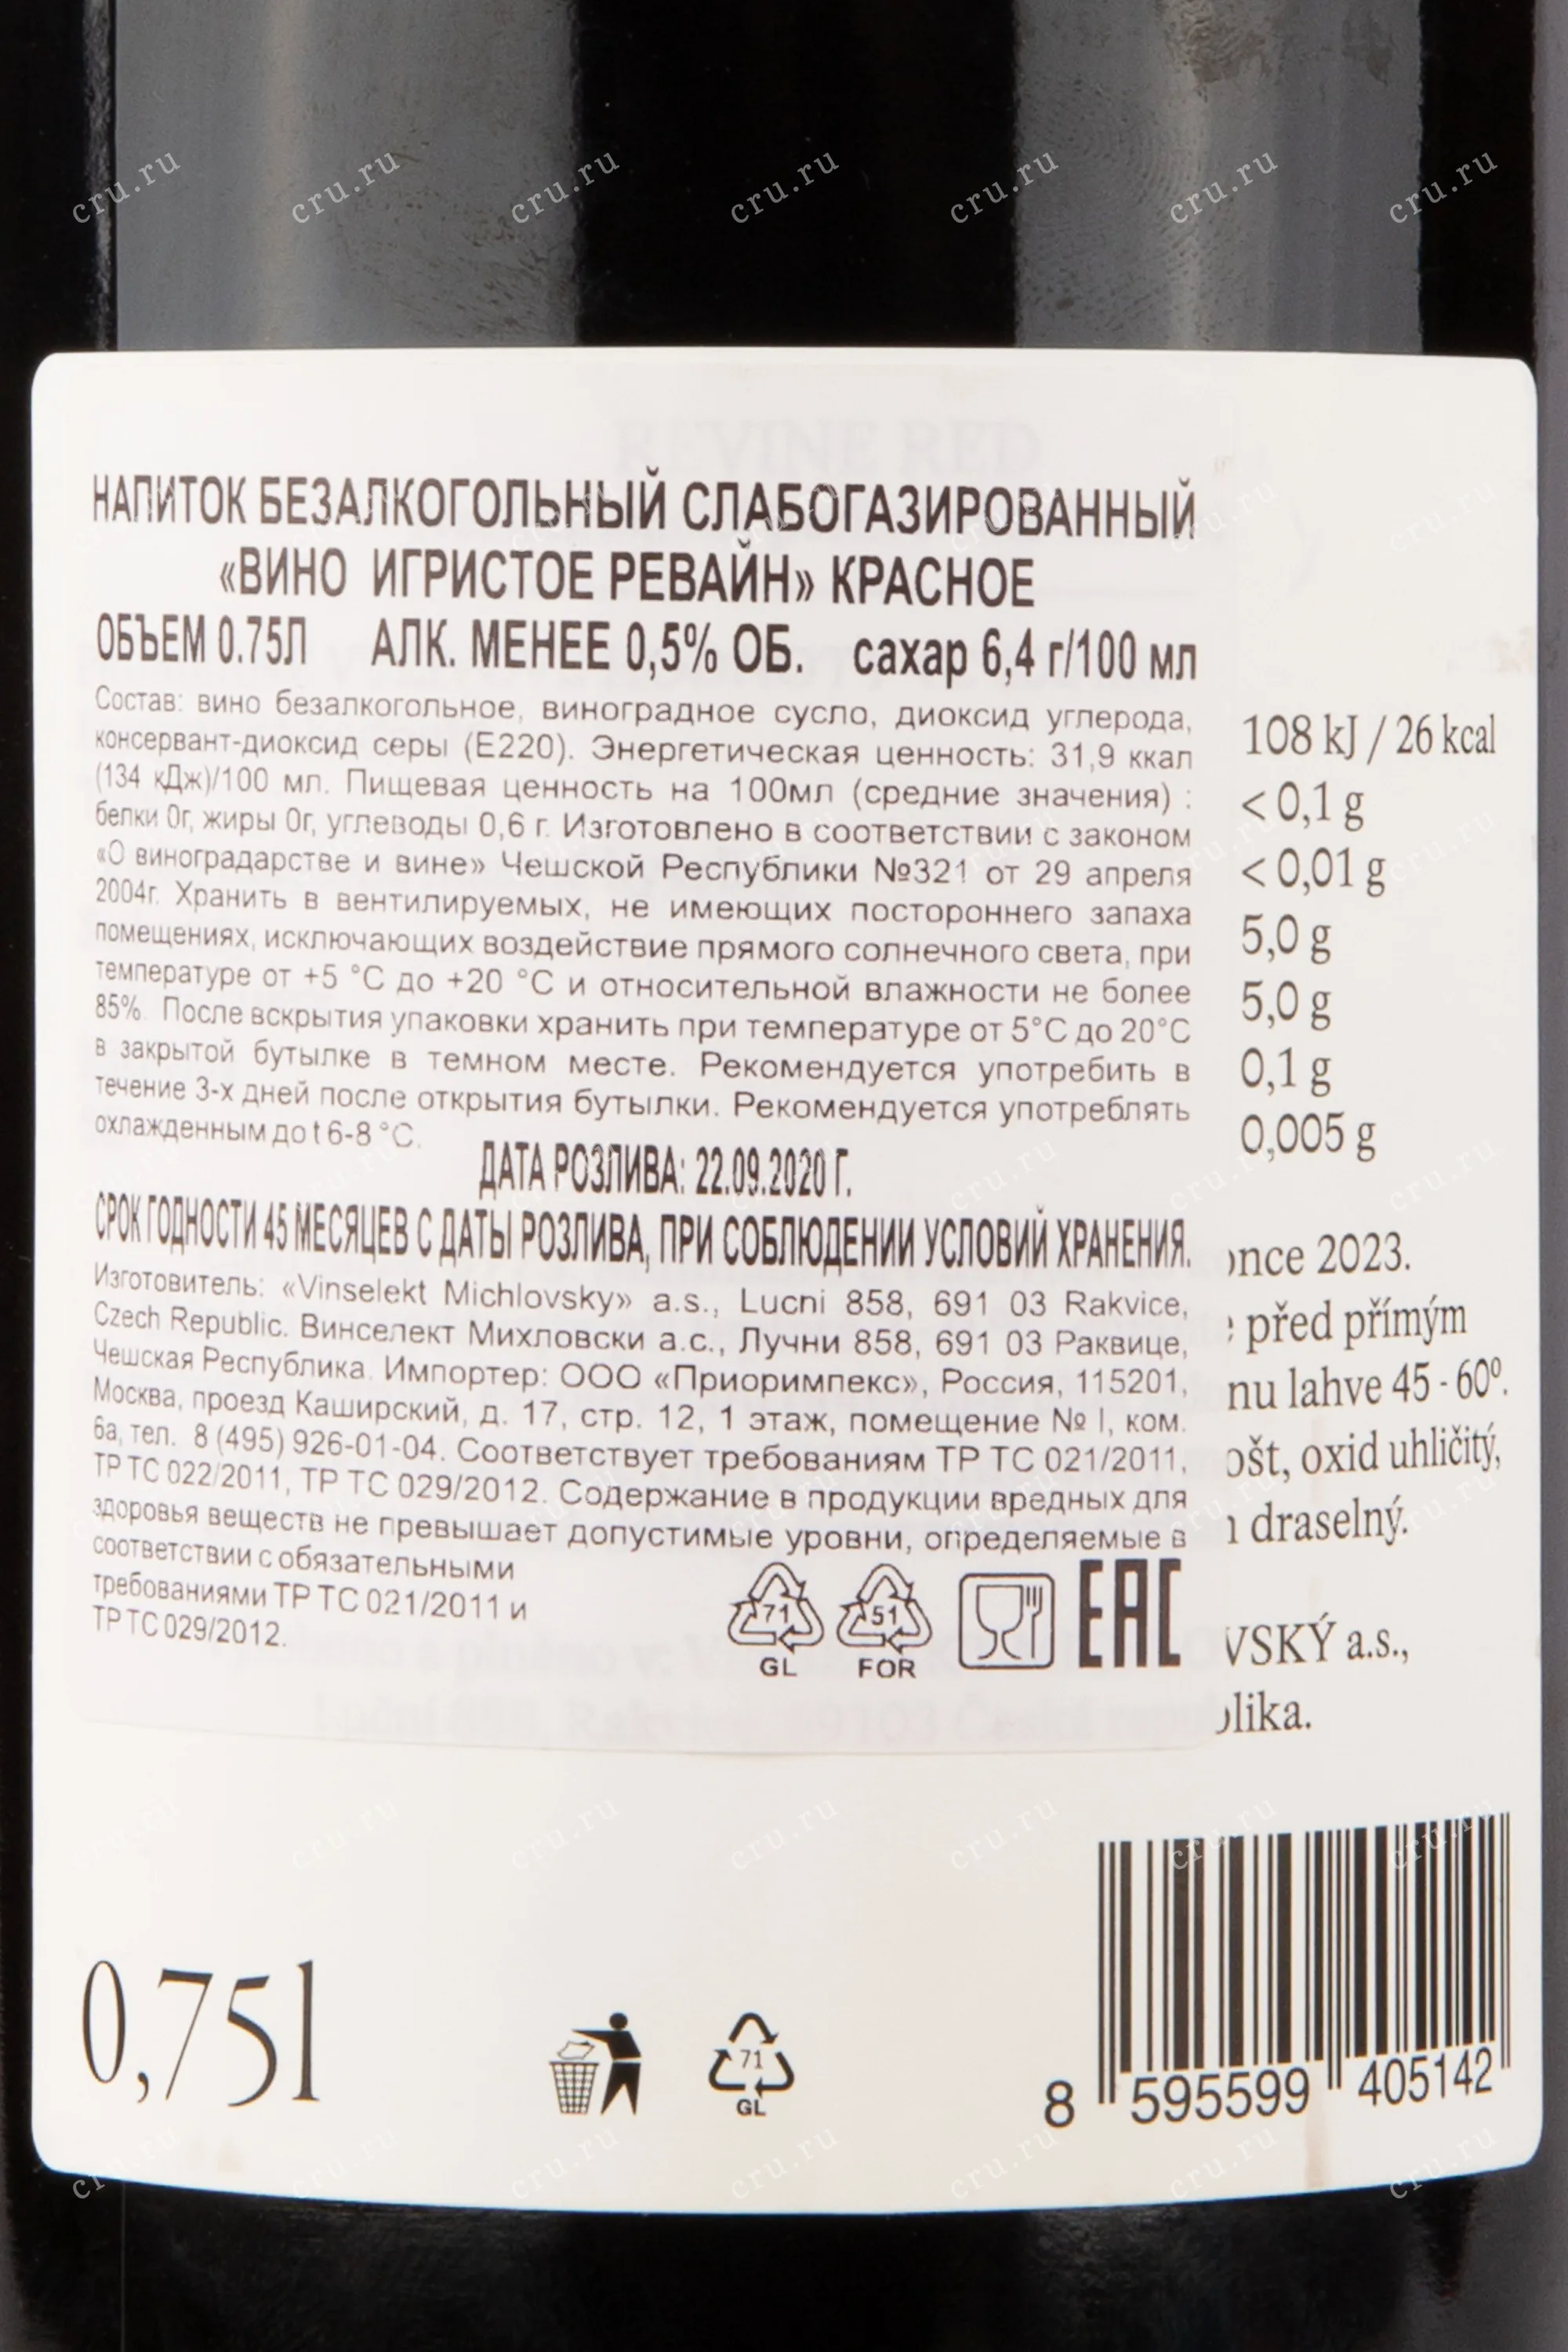 REVINE RED
НАПИТОК БЕЗАЛКОГОЛЬНЫЙ СЛАБОГАЗИРОВАННЫЙ
«ВИНО ИГРИСТОЕ РЕВАЙН» КРАСНОЕ
ОБЪЕМ 0.75Л АЛК. МЕНЕЕ 0,5% ОБ. сахар 6,4 г/100 мл
Состав: вино безалкогольное, виноградное сусло, диоксид углерода,
консервант-диоксид серы (Е220). Энергетическая ценность: 31,9 ккал
(134 кДж)/100 мл. Пищевая ценность на 100мл (средние значения) :
белки 0г, жиры 0г, углеводы 0,6 г. Изготовлено в соответствии с законом
«О виноградарстве и вине» Чешской Республики №321 от 29 апреля
2004г. Хранить в вентилируемых, не имеющих постороннего запаха
помещениях, исключающих воздействие прямого солнечного света, при
температуре от +5 °С до +20 °С и относительной влажности не более
85%. После вскрытия упаковки хранить при температуре от 5°С до 20°С
в закрытой бутылке в темном месте. Рекомендуется употребить в
течение 3-х дней после открытия бутылки. Рекомендуется употреблять
охлажденным до t 6-8 °С.
ДАТА РОЗЛИВА: 22.09.2020 Г.
СРОК ГОДНОСТИ 45 МЕСЯЦЕВ С ДАТЫ РОЗЛИВА, ПРИ СОБЛЮДЕНИИ УСЛОВИЙ ХРАНЕНИЯ.
Изготовитель: «Vinselekt Michlovsky» a.s., Lucni 858, 691 03 Rakvice,
Czech Republic. Винселект Михловски а.с., Лучни 858, 691 03 Раквице,
Чешская Республика. Импортер: ООО «Приоримпекс», Россия, 115201,
Москва, проезд Каширский, д. 17, стр. 12, 1 этаж, помещение № I, ком.
6а, тел. 8 (495) 926-01-04. Соответствует требованиям ТР ТС 021/2011,
ТР ТС 022/2011, ТР ТС 029/2012. Содержание в продукции вредных для
здоровья веществ не превышает допустимые уровни, определяемые в
соответствии с обязательными
требованиями ТР ТС 021/2011 и
ТР ТС 029/2012.
71 GL
51 FOR
EAC
108 kJ / 26 kcal
< 0,1 g
< 0,01 g
5,0 g
5,0 g
0,1 g
0,005 g
once 2023.
před přímým
nu lahve 45 - 60º.
ošt, oxid uhličitý,
draselný.
VSKÝ a.s.,
lika.
0,75l
71
GL
8 595599 405142
cru.ru